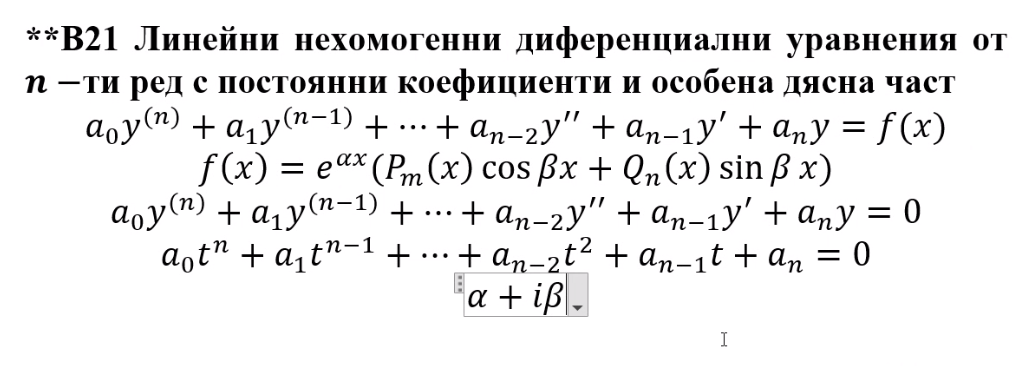 **В21 Линейни нехомогенни диференциални уравнения от
n −ти ред с постоянни коефициенти и особена дясна част
a₀y⁽ⁿ⁾ + a₁y⁽ⁿ⁻¹⁾ + ⋯ + aₙ₋₂y′′ + aₙ₋₁y′ + aₙy = f(x)
f(x) = e^{αx}(Pₘ(x) cos βx + Qₙ(x) sin β x)
a₀y⁽ⁿ⁾ + a₁y⁽ⁿ⁻¹⁾ + ⋯ + aₙ₋₂y′′ + aₙ₋₁y′ + aₙy = 0
a₀tⁿ + a₁tⁿ⁻¹ + ⋯ + aₙ₋₂t² + aₙ₋₁t + aₙ = 0
α + iβ